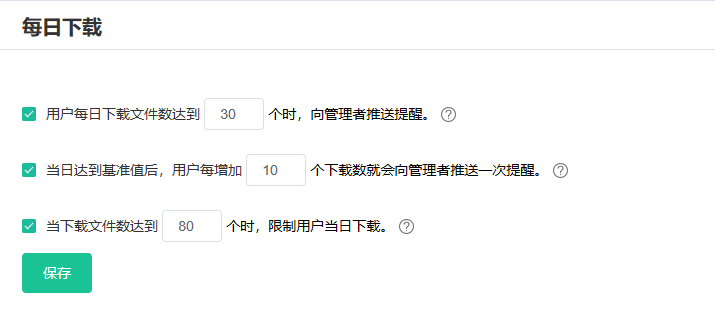 每日下载
用户每日下载文件数达到 30 个时，向管理者推送提醒。 ?
当日达到基准值后，用户每增加 10 个下载数就会向管理者推送一次提醒。 ?
当下载文件数达到 80 个时，限制用户当日下载。 ?
保存